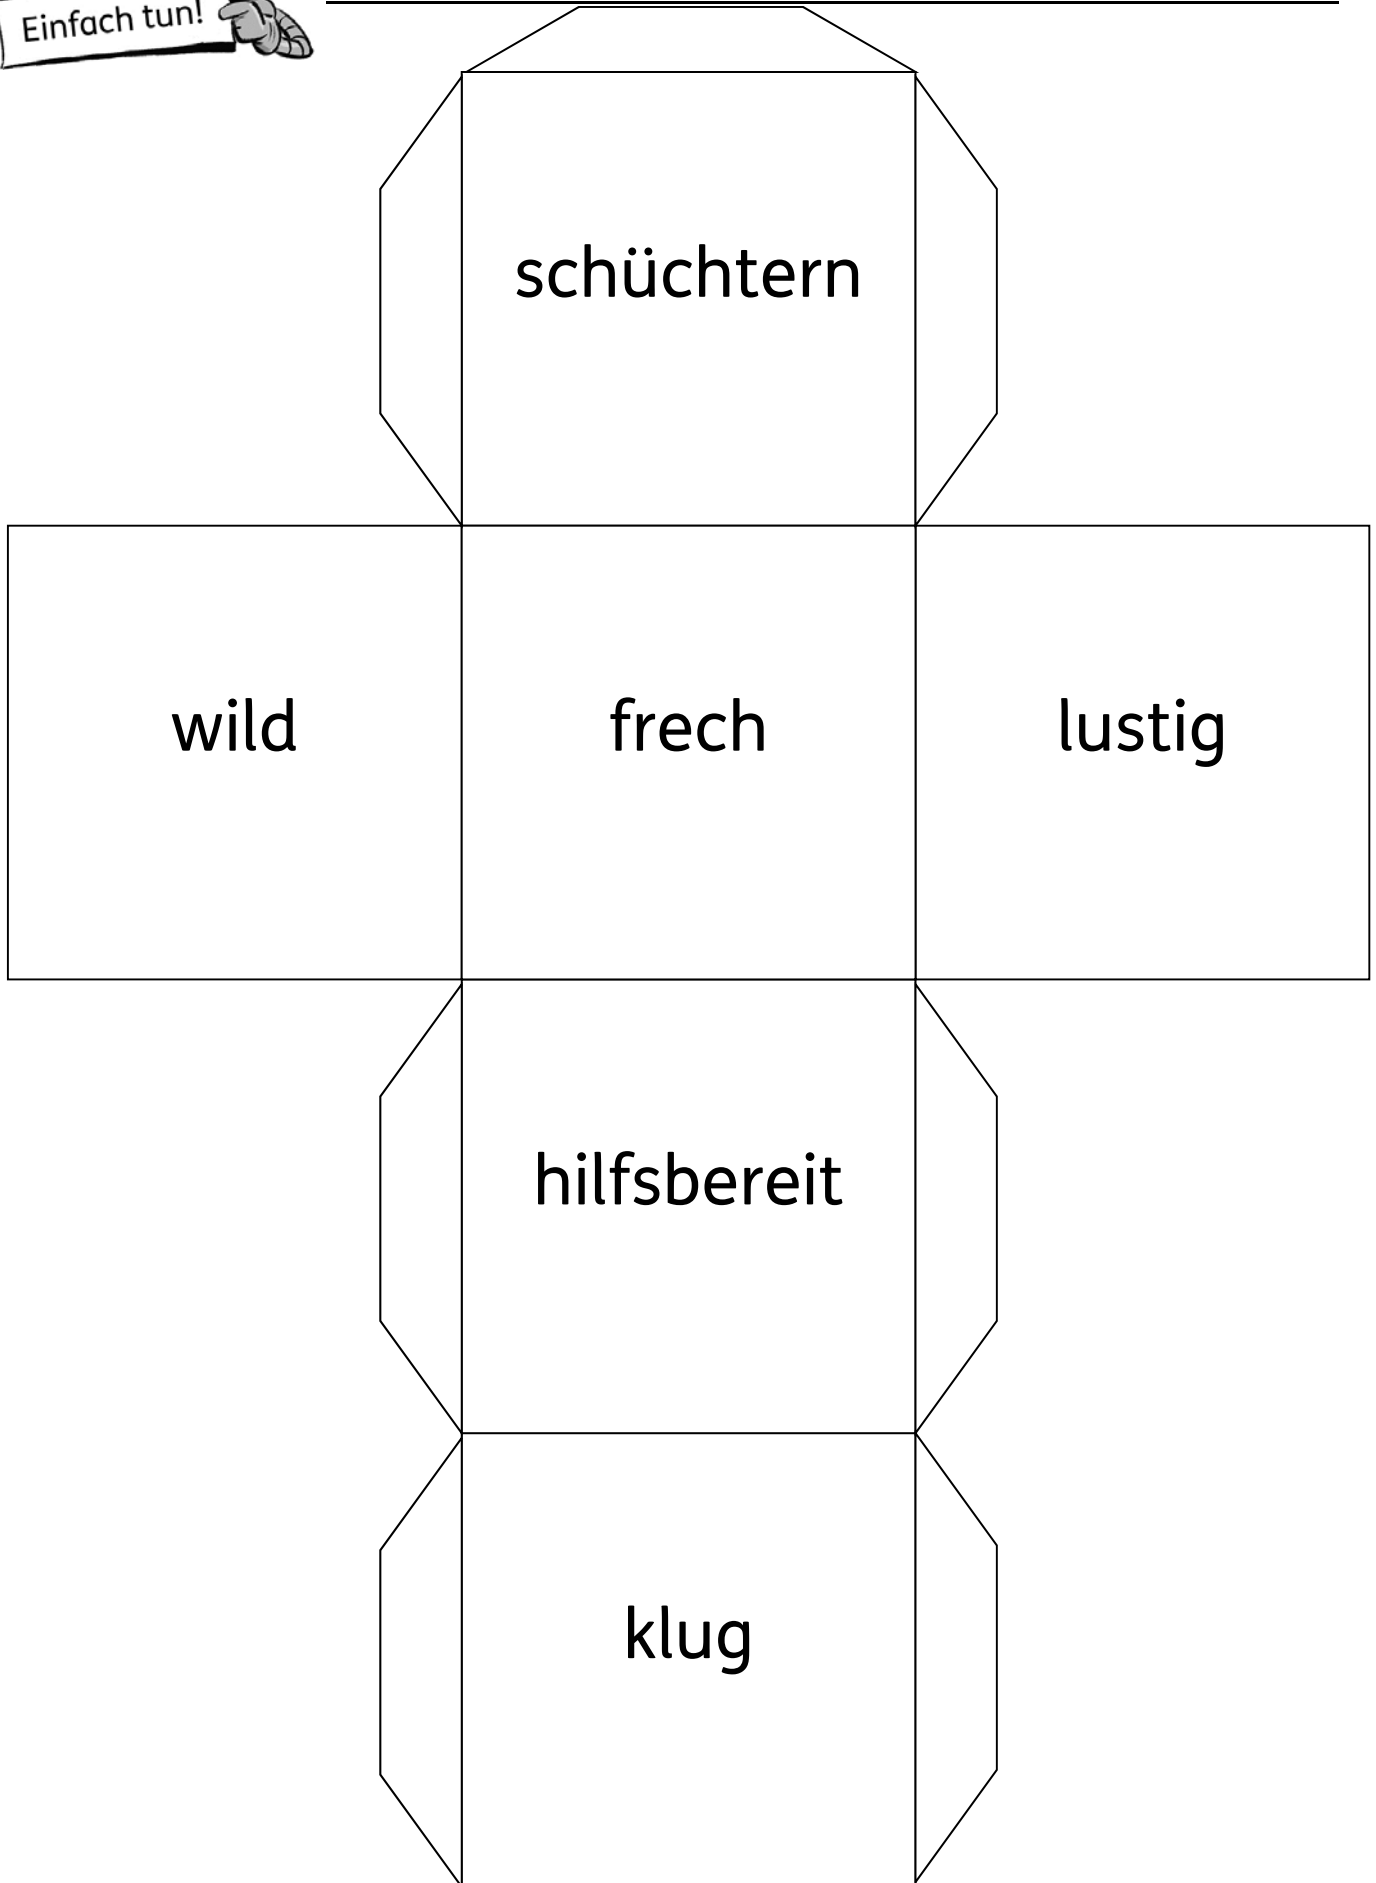 Einfach tun!
schüchtern
wild
frech
lustig
hilfsbereit
klug